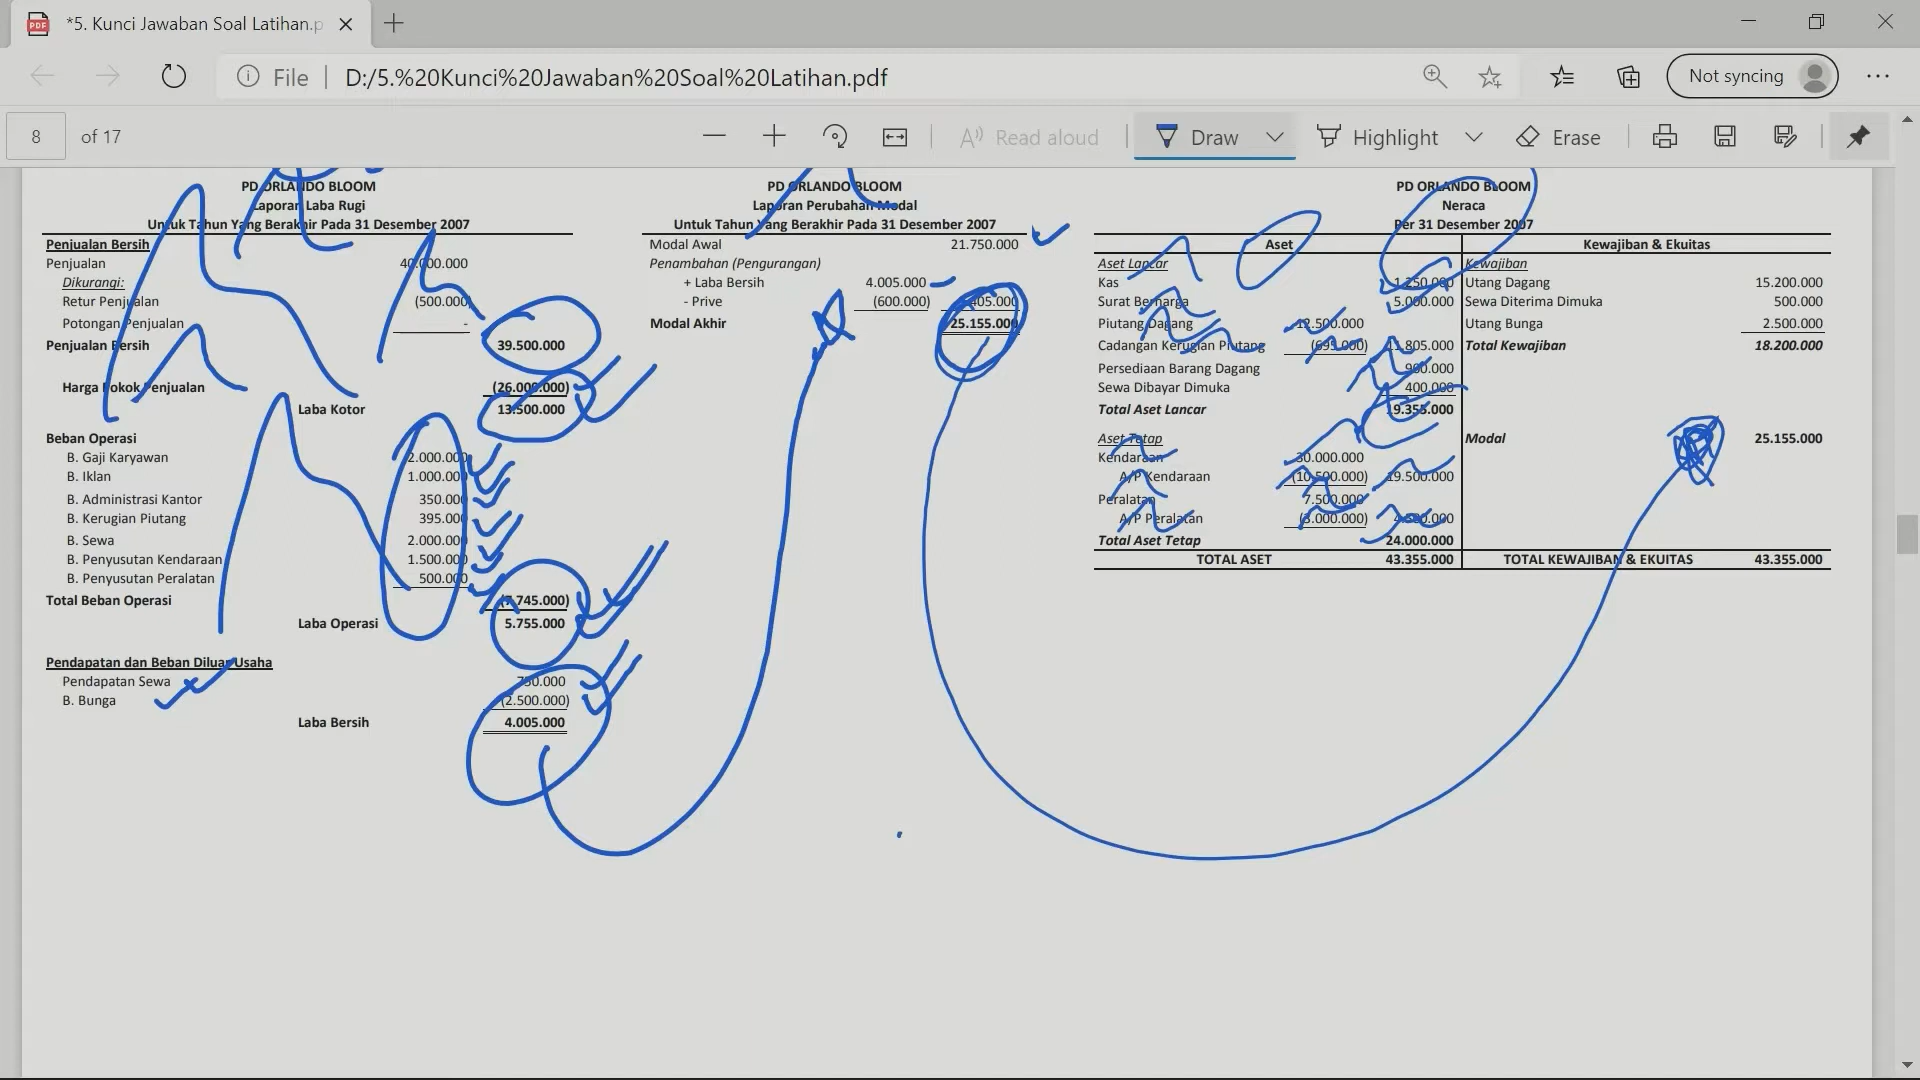 *5. Kunci Jawaban Soal Latihan.p
File
D:/5.%20Kunci%20Jawaban%20Soal%20Latihan.pdf
Not syncing
8 of 17
Read aloud
Draw
Highlight
Erase
PD ORLANDO BLOOM
Laporan Laba Rugi
Untuk Tahun Yang Berakhir Pada 31 Desember 2007
Penjualan Bersih
Penjualan 40.000.000
Dikurangi:
Retur Penjualan (500.000)
Potongan Penjualan -
Penjualan Bersih 39.500.000
Harga Pokok Penjualan (26.000.000)
Laba Kotor 13.500.000
Beban Operasi
B. Gaji Karyawan 2.000.000
B. Iklan 1.000.000
B. Administrasi Kantor 350.000
B. Kerugian Piutang 395.000
B. Sewa 2.000.000
B. Penyusutan Kendaraan 1.500.000
B. Penyusutan Peralatan 500.000
Total Beban Operasi (7.745.000)
Laba Operasi 5.755.000
Pendapatan dan Beban Diluar Usaha
Pendapatan Sewa 750.000
B. Bunga (2.500.000)
Laba Bersih 4.005.000
PD ORLANDO BLOOM
Laporan Perubahan Modal
Untuk Tahun Yang Berakhir Pada 31 Desember 2007
Modal Awal 21.750.000
Penambahan (Pengurangan)
+ Laba Bersih 4.005.000
- Prive (600.000) 3.405.000
Modal Akhir 25.155.000
PD ORLANDO BLOOM
Neraca
Per 31 Desember 2007
Aset Kewajiban & Ekuitas
Aset Lancar Kewajiban
Kas 1.250.000 Utang Dagang 15.200.000
Surat Berharga 5.000.000 Sewa Diterima Dimuka 500.000
Piutang Dagang 12.500.000 Utang Bunga 2.500.000
Cadangan Kerugian Piutang (695.000) 11.805.000 Total Kewajiban 18.200.000
Persediaan Barang Dagang 900.000
Sewa Dibayar Dimuka 400.000
Total Aset Lancar 19.355.000
Aset Tetap Modal 25.155.000
Kendaraan 30.000.000
A/P Kendaraan (10.500.000) 19.500.000
Peralatan 7.500.000
A/P Peralatan (3.000.000) 4.500.000
Total Aset Tetap 24.000.000
TOTAL ASET 43.355.000 TOTAL KEWAJIBAN & EKUITAS 43.355.000